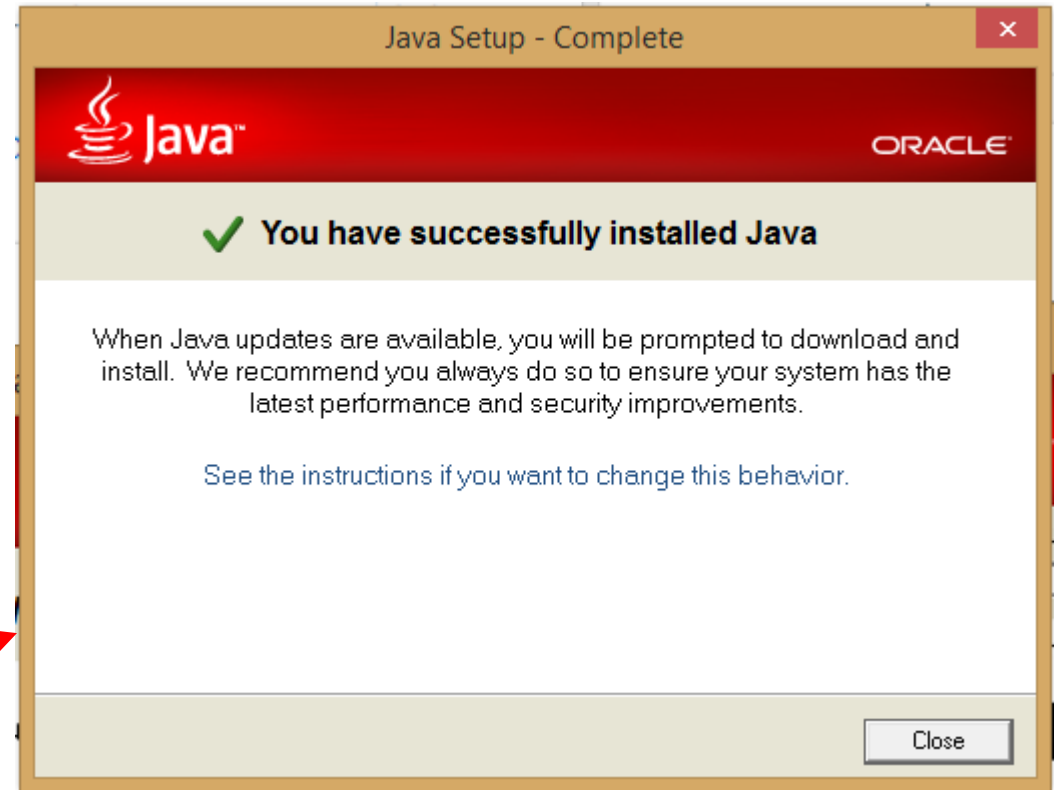 Java Setup - Complete
Java™
ORACLE
You have successfully installed Java
When Java updates are available, you will be prompted to download and
install. We recommend you always do so to ensure your system has the
latest performance and security improvements.
See the instructions if you want to change this behavior.
Close